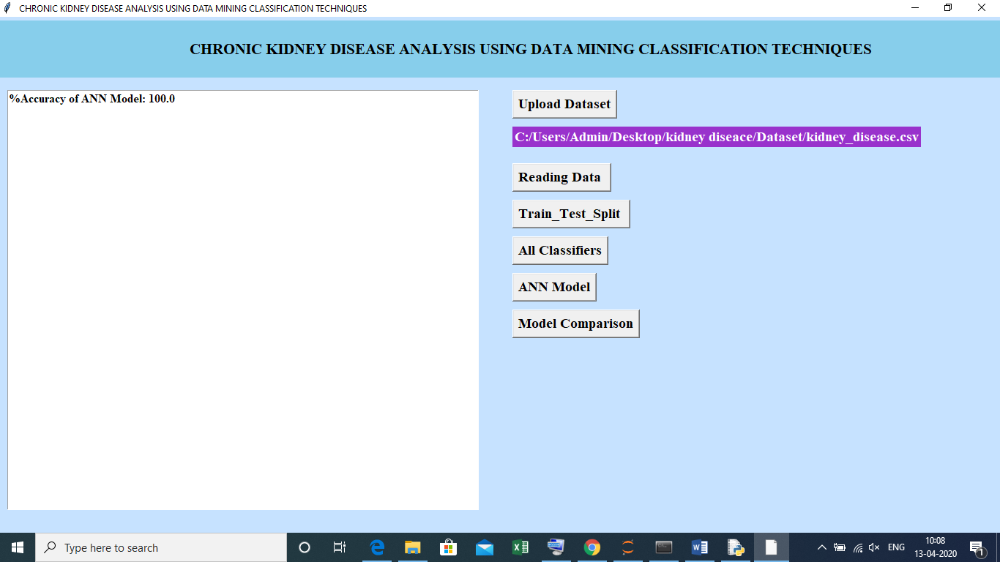 CHRONIC KIDNEY DISEASE ANALYSIS USING DATA MINING CLASSIFICATION TECHNIQUES
CHRONIC KIDNEY DISEASE ANALYSIS USING DATA MINING CLASSIFICATION TECHNIQUES
%Accuracy of ANN Model: 100.0
Upload Dataset
C:/Users/Admin/Desktop/kidney diseace/Dataset/kidney_disease.csv
Reading Data
Train_Test_Split
All Classifiers
ANN Model
Model Comparison
Type here to search
ENG
10:08
13-04-2020
1